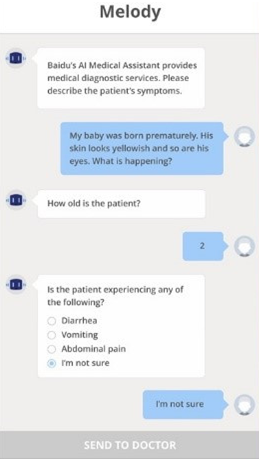 Melody
Baidu's AI Medical Assistant provides
medical diagnostic services. Please
describe the patient's symptoms.
My baby was born prematurely. His
skin looks yellowish and so are his
eyes. What is happening?
How old is the patient?
2
Is the patient experiencing any of
the following?
Diarrhea
Vomiting
Abdominal pain
I'm not sure
I'm not sure
SEND TO DOCTOR